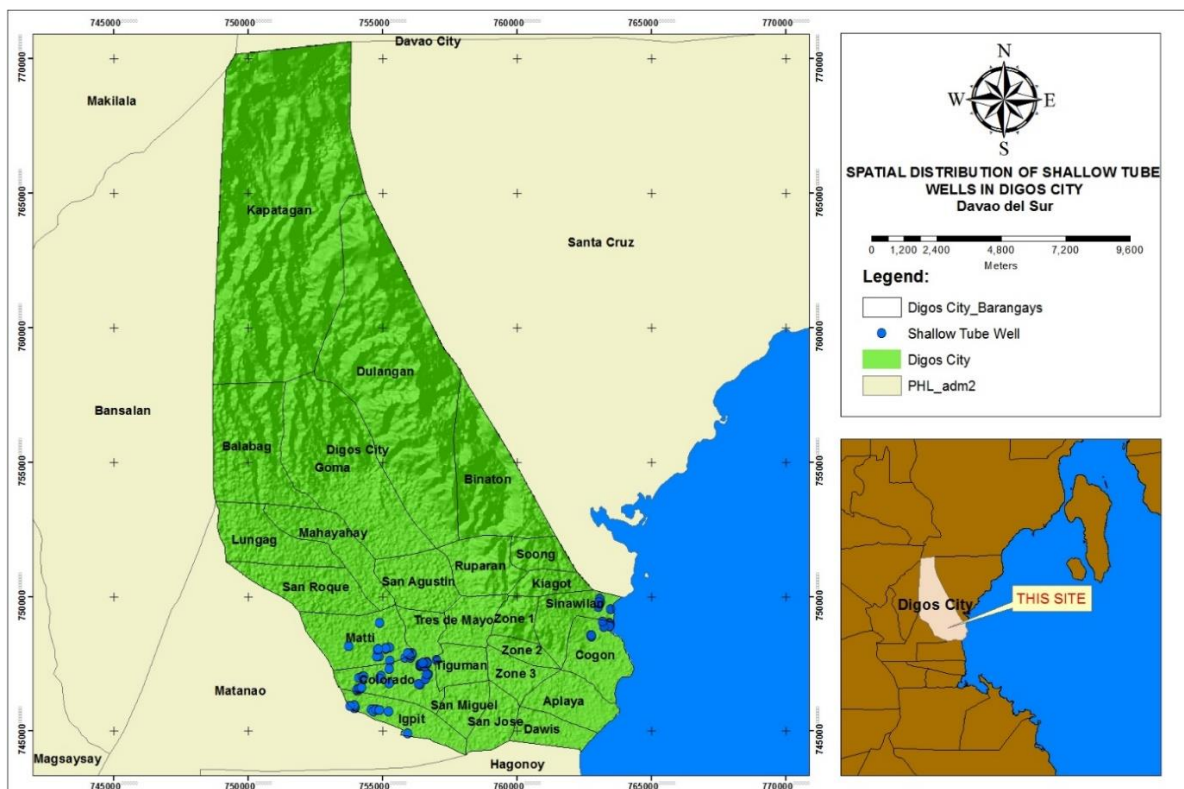 745000
750000
755000
760000
765000
770000
770000
765000
760000
755000
750000
745000
Davao City
Makilala
Kapatagan
Santa Cruz
Dulangan
Bansalan
Balabag
Digos City
Goma
Binaton
Mahayahay
Lungag
Soong
Ruparan
San Agustin
Kiagot
San Roque
Sinawilan
Tres de Mayo
Zone 1
Matti
Zone 2
Cogon
Tiguman
Zone 3
Colorado
Matanao
San Miguel
Aplaya
Igpit
San Jose
Dawis
Magsaysay
Hagonoy
770000
765000
760000
755000
750000
745000
745000
750000
755000
760000
765000
770000
N
W
E
S
SPATIAL DISTRIBUTION OF SHALLOW TUBE
WELLS IN DIGOS CITY
Davao del Sur
0 1,200 2,400 4,800 7,200 9,600
Meters
Legend:
Digos City_Barangays
Shallow Tube Well
Digos City
PHL_adm2
Digos City
THIS SITE